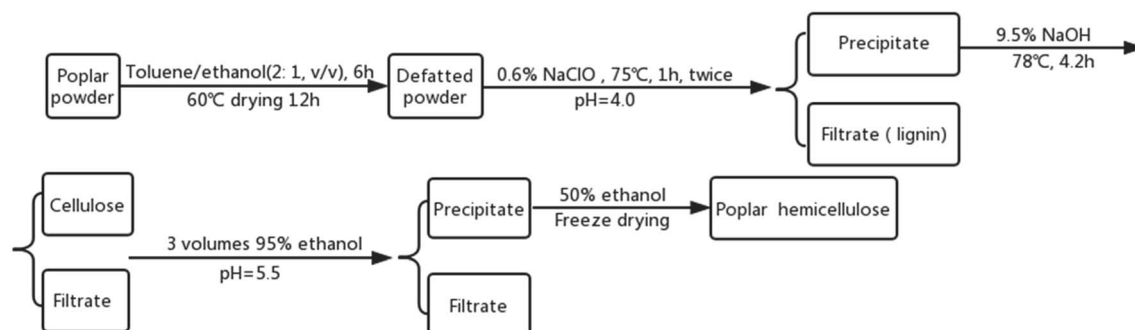 Poplar
powder
Toluene/ethanol(2: 1, v/v), 6h
60℃ drying 12h
Defatted
powder
0.6% NaClO , 75℃, 1h, twice
pH=4.0
Precipitate
Filtrate ( lignin)
9.5% NaOH
78℃, 4.2h
Cellulose
Filtrate
3 volumes 95% ethanol
pH=5.5
Precipitate
Filtrate
50% ethanol
Freeze drying
Poplar hemicellulose